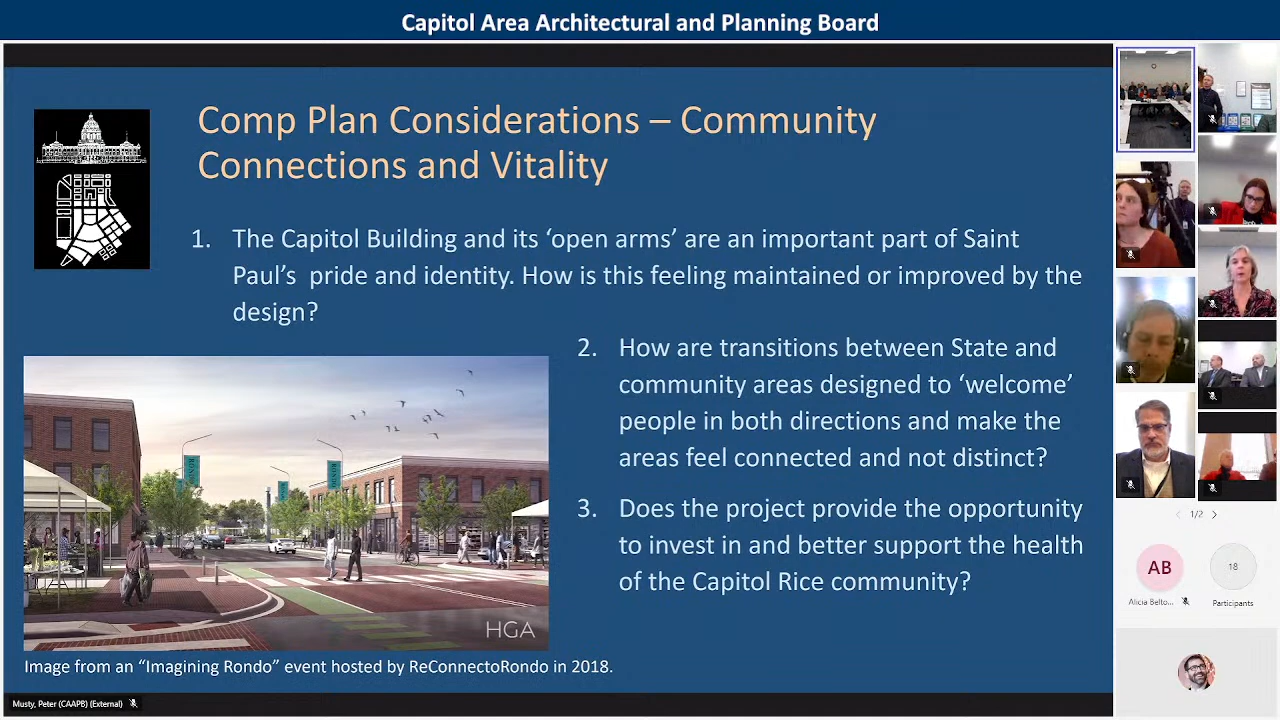 Capitol Area Architectural and Planning Board
Comp Plan Considerations – Community
Connections and Vitality
1. The Capitol Building and its ‘open arms’ are an important part of Saint
Paul’s pride and identity. How is this feeling maintained or improved by the
design?
2. How are transitions between State and
community areas designed to ‘welcome’
people in both directions and make the
areas feel connected and not distinct?
3. Does the project provide the opportunity
to invest in and better support the health
of the Capitol Rice community?
RONDO
RONDO
HGA
Image from an “Imagining Rondo” event hosted by ReConnectoRondo in 2018.
Musty, Peter (CAAPB) (External)
1/2
AB
18
Alicia Belto...
Participants